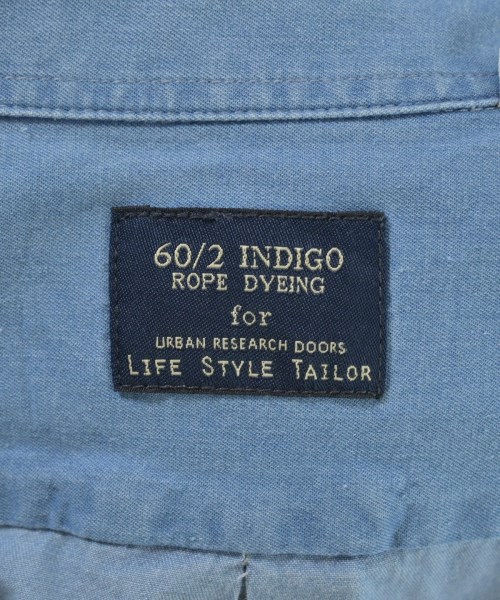 60/2 INDIGO
ROPE DYEING
for
URBAN RESEARCH DOORS
LIFE STYLE TAILOR